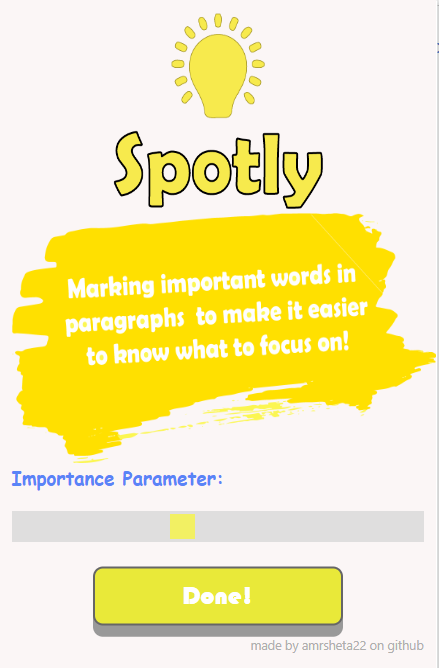 Spotly
Marking important words in
paragraphs to make it easier
to know what to focus on!
Importance Parameter:
Done!
made by amrsheta22 on github